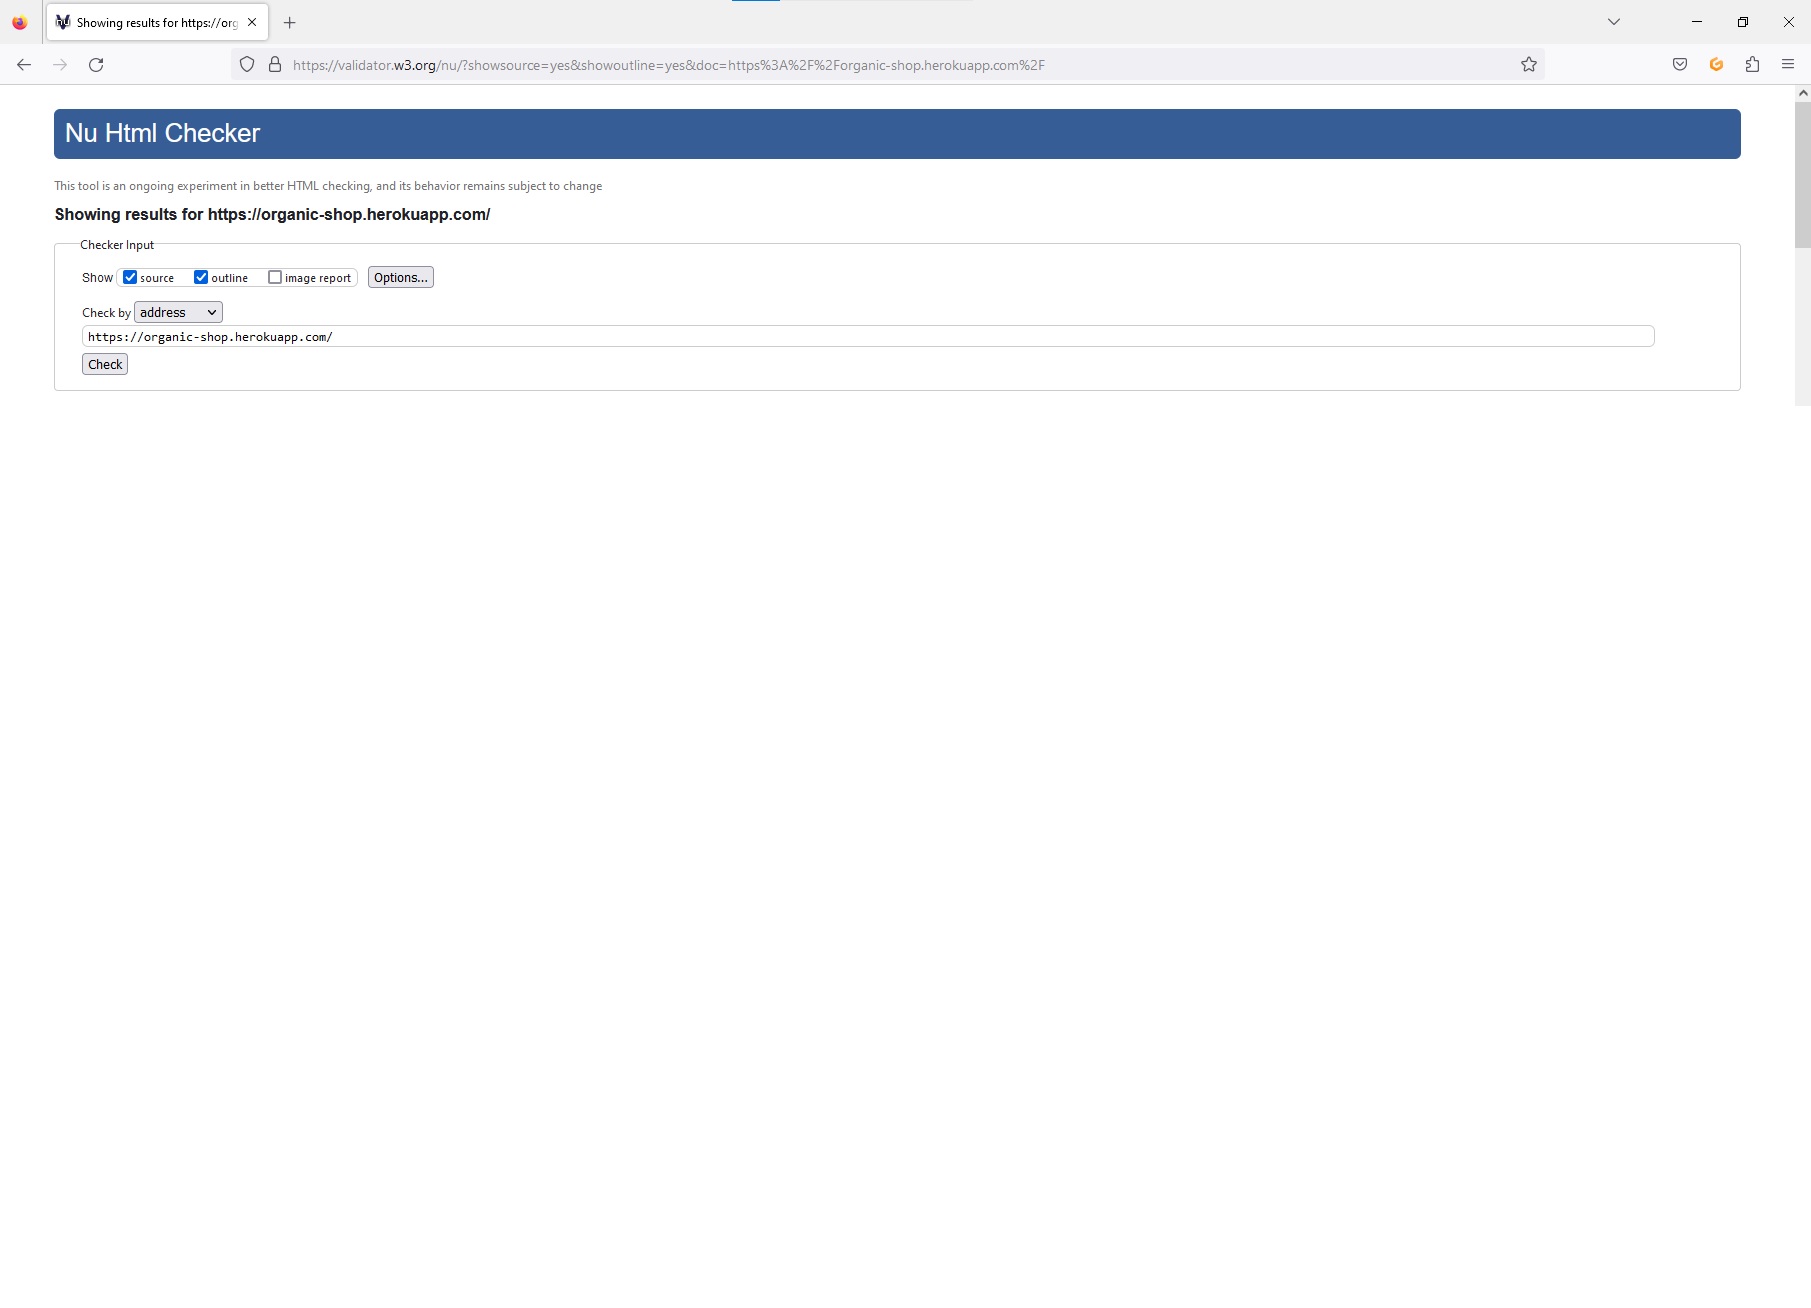 Showing results for https://org
https://validator.w3.org/nu/?showsource=yes&showoutline=yes&doc=https%3A%2F%2Forganic-shop.herokuapp.com%2F
Nu Html Checker
This tool is an ongoing experiment in better HTML checking, and its behavior remains subject to change
Showing results for https://organic-shop.herokuapp.com/
Checker Input
Show source outline image report Options...
Check by address
https://organic-shop.herokuapp.com/
Check